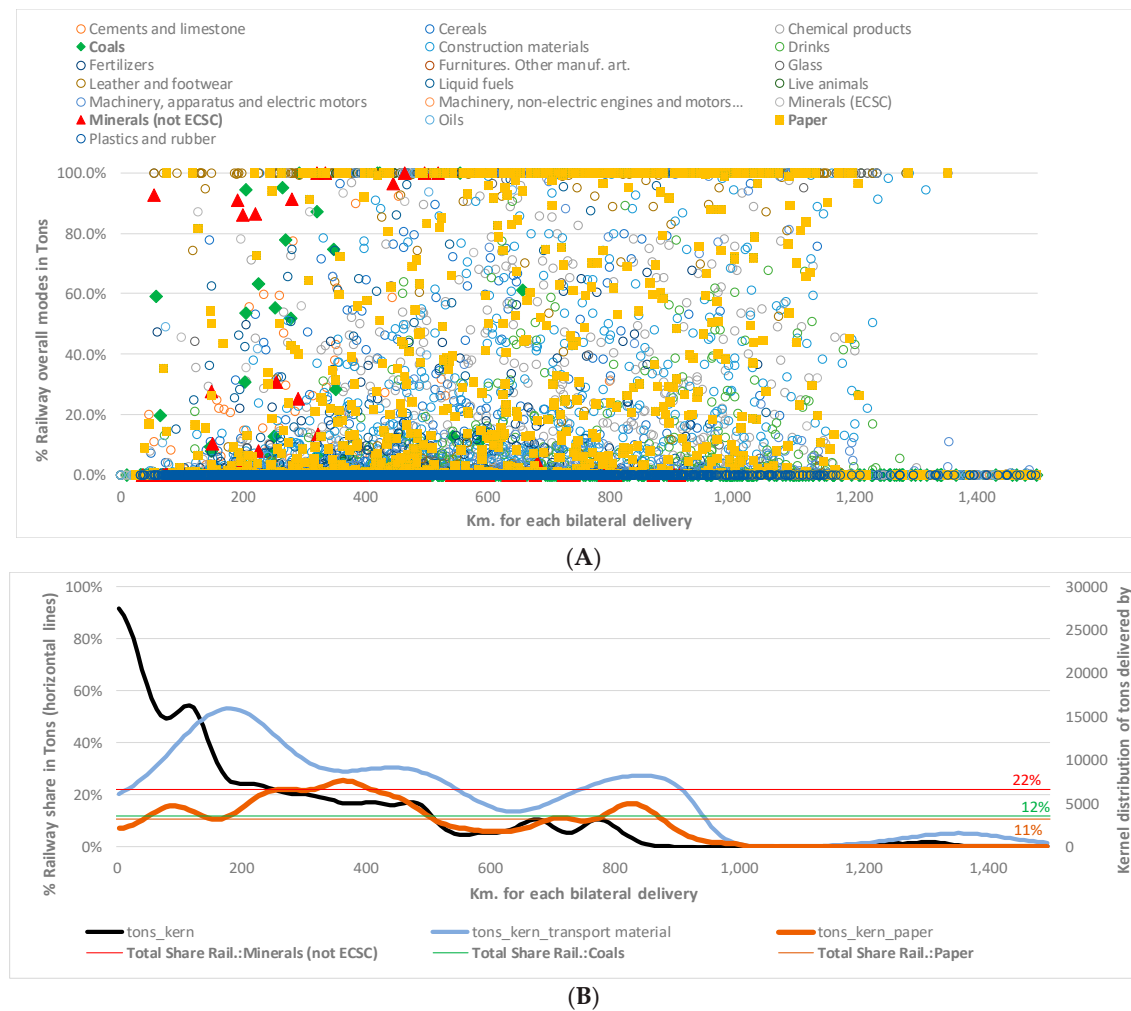 Cements and limestone Cereals Chemical products
Coals Construction materials Drinks
Fertilizers Furnitures. Other manuf. art. Glass
Leather and footwear Liquid fuels Live animals
Machinery, apparatus and electric motors Machinery, non-electric engines and motors... Minerals (ECSC)
Minerals (not ECSC) Oils Paper
Plastics and rubber
% Railway overall modes in Tons
100.0%
80.0%
60.0%
40.0%
20.0%
0.0%
0 200 400 600 800 1,000 1,200 1,400
Km. for each bilateral delivery
(A)
% Railway share in Tons (horizontal lines)
100% 30000
80% 25000
60% 20000
40% 15000
20% 10000
0% 5000
0
Kernel distribution of tons delivered by
22%
12%
11%
0 200 400 600 800 1,000 1,200 1,400
Km. for each bilateral delivery
tons_kern tons_kern_transport material tons_kern_paper
Total Share Rail.:Minerals (not ECSC) Total Share Rail.:Coals Total Share Rail.:Paper
(B)